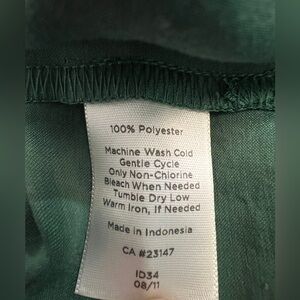 100% Polyester
Machine Wash Cold
Gentle Cycle
Only Non-Chlorine
Bleach When Needed
Tumble Dry Low
Warm Iron, If Needed
Made in Indonesia
CA #23147
ID34
08/11